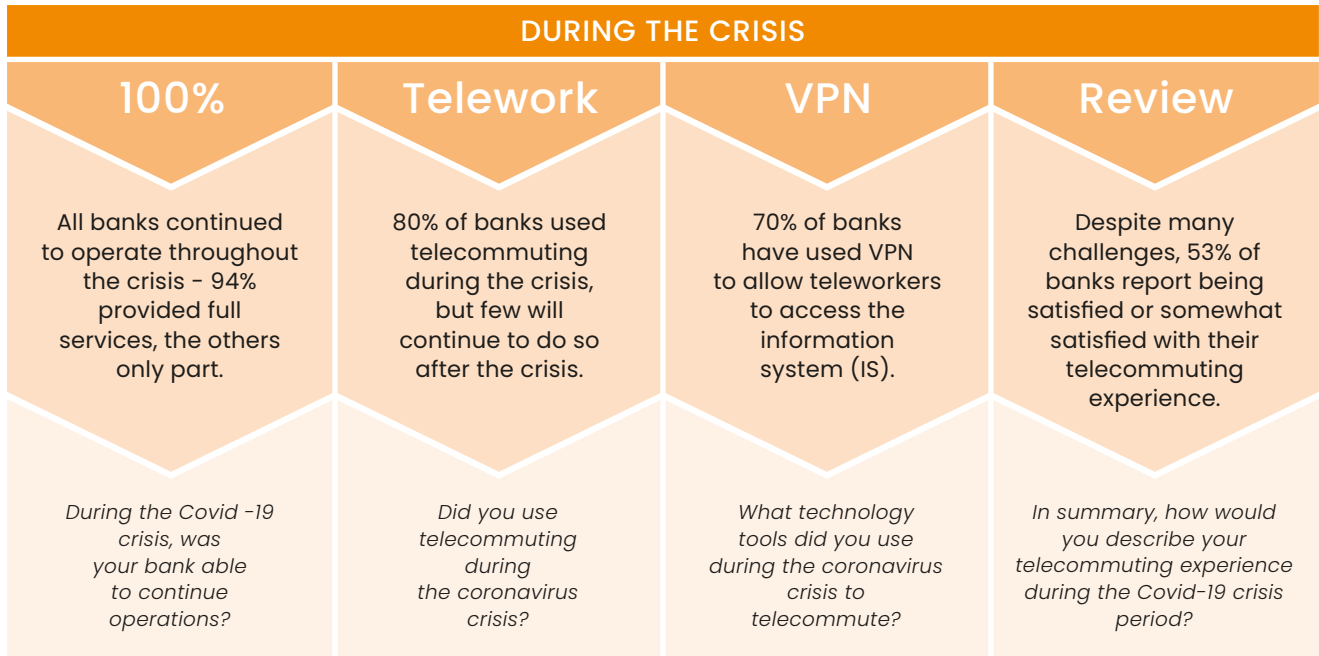 DURING THE CRISIS
100%
All banks continued
to operate throughout
the crisis - 94%
provided full
services, the others
only part.
During the Covid -19
crisis, was
your bank able
to continue
operations?
Telework
80% of banks used
telecommuting
during the crisis,
but few will
continue to do so
after the crisis.
Did you use
telecommuting
during
the coronavirus
crisis?
VPN
70% of banks
have used VPN
to allow teleworkers
to access the
information
system (IS).
What technology
tools did you use
during the coronavirus
crisis to
telecommute?
Review
Despite many
challenges, 53% of
banks report being
satisfied or somewhat
satisfied with their
telecommuting
experience.
In summary, how would
you describe your
telecommuting experience
during the Covid-19 crisis
period?